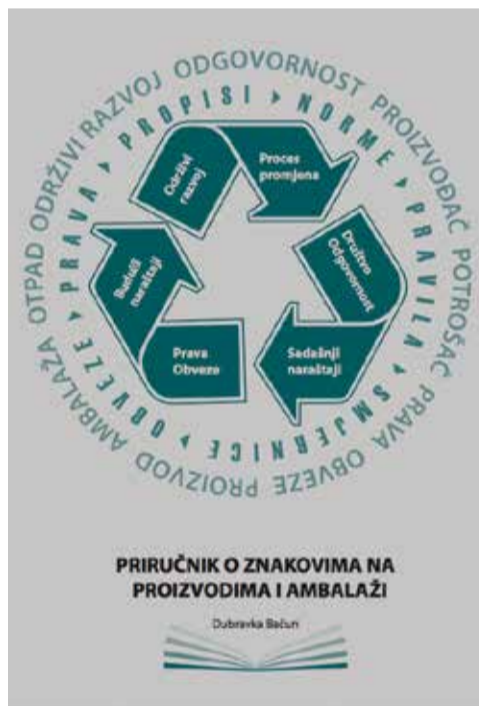 ODRŽIVI RAZVOJ ODGOVORNOST PROIZVOĐAČ POTROŠAČ PRAVA OBVEZE PROIZVOD AMBALAŽA OTPAD
PROPISI ▸ NORME ▸ PRAVILA ▸ SMJERNICE ▸ OBVEZE ▸ PRAVA ▸
Održivi
razvoj
Proces
promjena
Društvo
Odgovornost
Sadašnji
naraštaji
Prava
Obveze
Budući
naraštaji
PRIRUČNIK O ZNAKOVIMA NA
PROIZVODIMA I AMBALAŽI
Dubravka Bačun